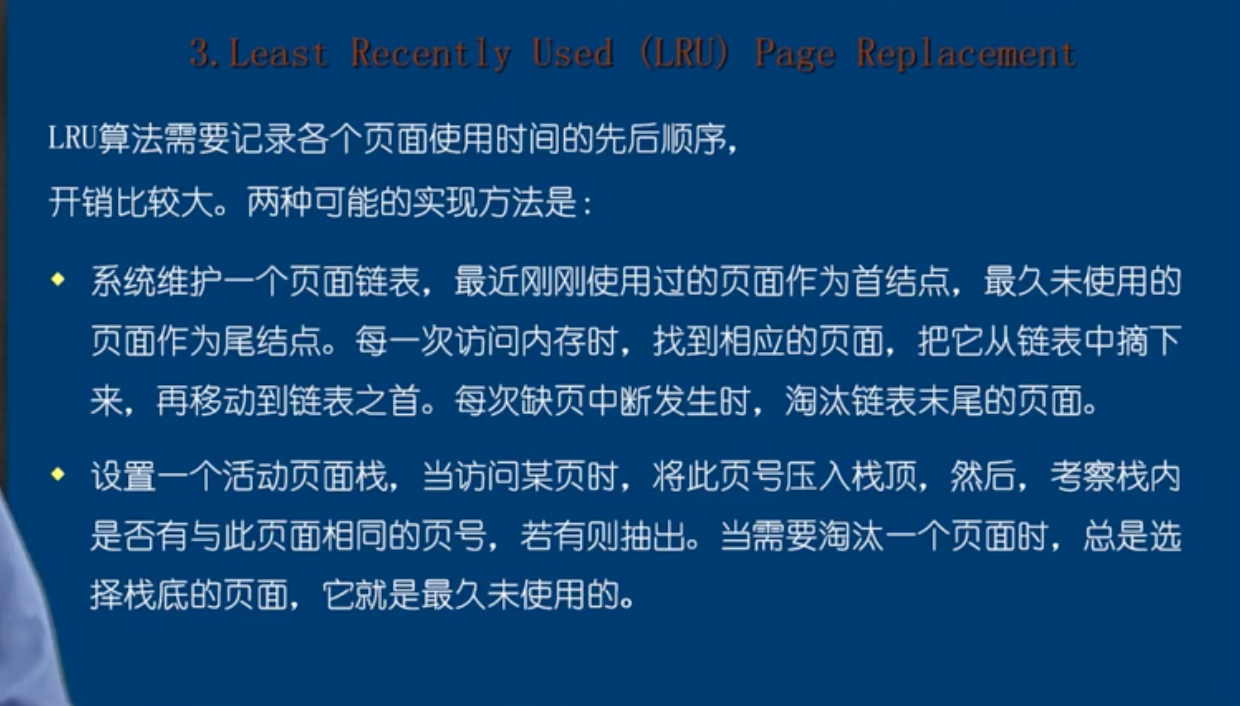 3.Least Recently Used (LRU) Page Replacement
LRU算法需要记录各个页面使用时间的先后顺序，
开销比较大。两种可能的实现方法是：
系统维护一个页面链表，最近刚刚使用过的页面作为首结点，最久未使用的
页面作为尾结点。每一次访问内存时，找到相应的页面，把它从链表中摘下
来，再移动到链表之首。每次缺页中断发生时，淘汰链表末尾的页面。
设置一个活动页面栈，当访问某页时，将此页号压入栈顶，然后，考察栈内
是否有与此页面相同的页号，若有则抽出。当需要淘汰一个页面时，总是选
择栈底的页面，它就是最久未使用的。